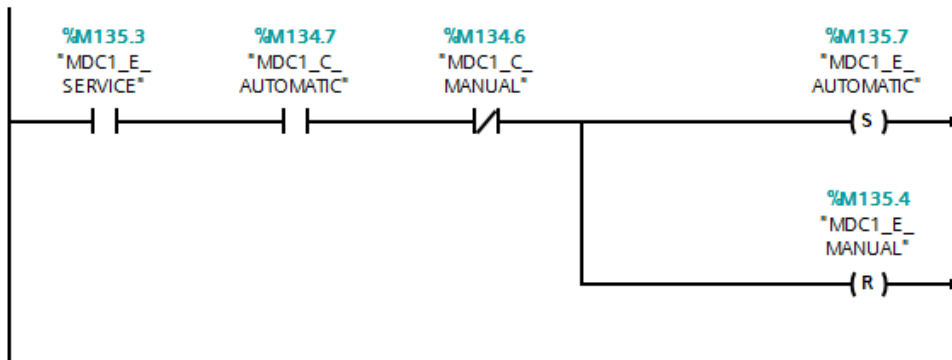 %M135.3
"MDC1_E_
SERVICE"
%M134.7
"MDC1_C_
AUTOMATIC"
%M134.6
"MDC1_C_
MANUAL"
%M135.7
"MDC1_E_
AUTOMATIC"
S
%M135.4
"MDC1_E_
MANUAL"
R